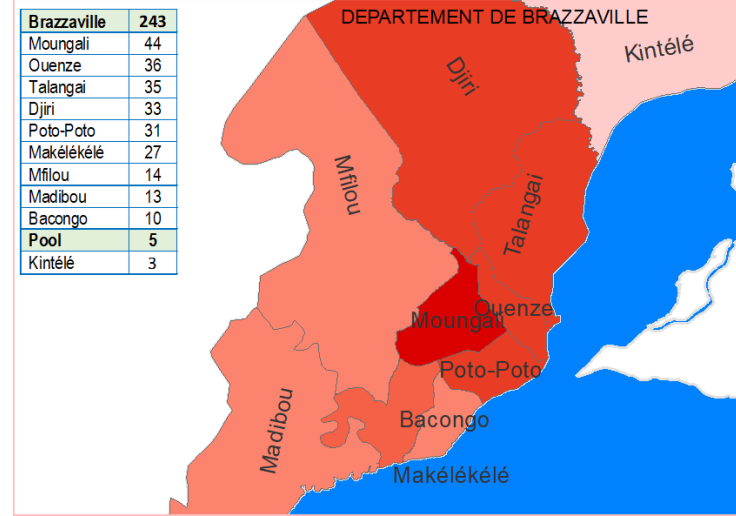 DEPARTEMENT DE BRAZZAVILLE
Brazzaville 243
Moungali 44
Ouenze 36
Talangai 35
Djiri 33
Poto-Poto 31
Makélékélé 27
Mfilou 14
Madibou 13
Bacongo 10
Pool 5
Kintélé 3
Kintélé
Djiri
Mfilou
Talangai
Ouenze
Moungali
Poto-Poto
Bacongo
Madibou
Makélékélé